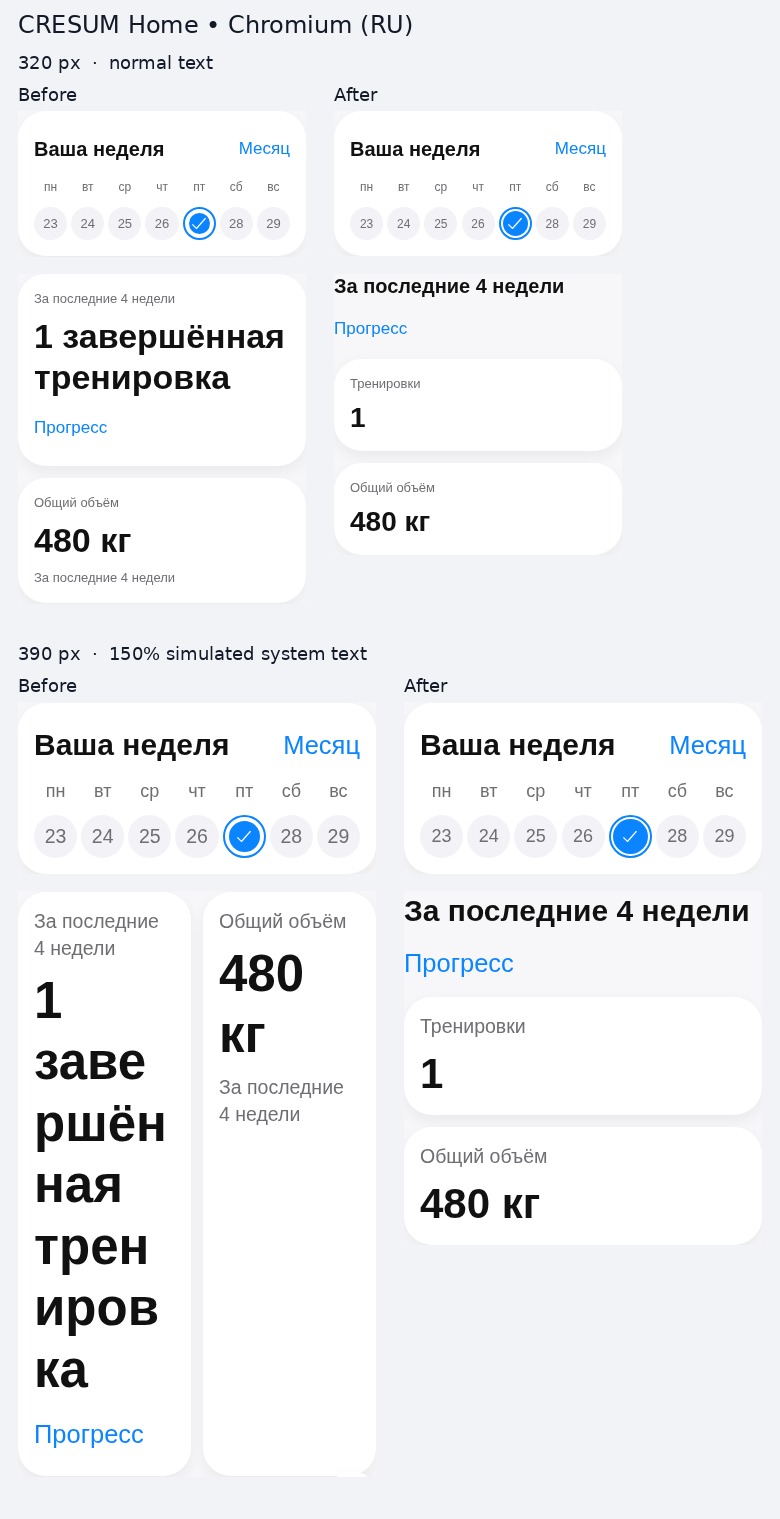 CRESUM Home • Chromium (RU)
320 px · normal text
Before
Ваша неделя Месяц
пн вт ср чт пт сб вс
23 24 25 26 28 29
За последние 4 недели
1 завершённая
тренировка
Прогресс
Общий объём
480 кг
За последние 4 недели
After
Ваша неделя Месяц
пн вт ср чт пт сб вс
23 24 25 26 28 29
За последние 4 недели
Прогресс
Тренировки
1
Общий объём
480 кг
390 px · 150% simulated system text
Before
Ваша неделя Месяц
пн вт ср чт пт сб вс
23 24 25 26 28 29
За последние
4 недели
1
заве
ршён
ная
трен
иров
ка
Прогресс
Общий объём
480
кг
За последние
4 недели
After
Ваша неделя Месяц
пн вт ср чт пт сб вс
23 24 25 26 28 29
За последние 4 недели
Прогресс
Тренировки
1
Общий объём
480 кг